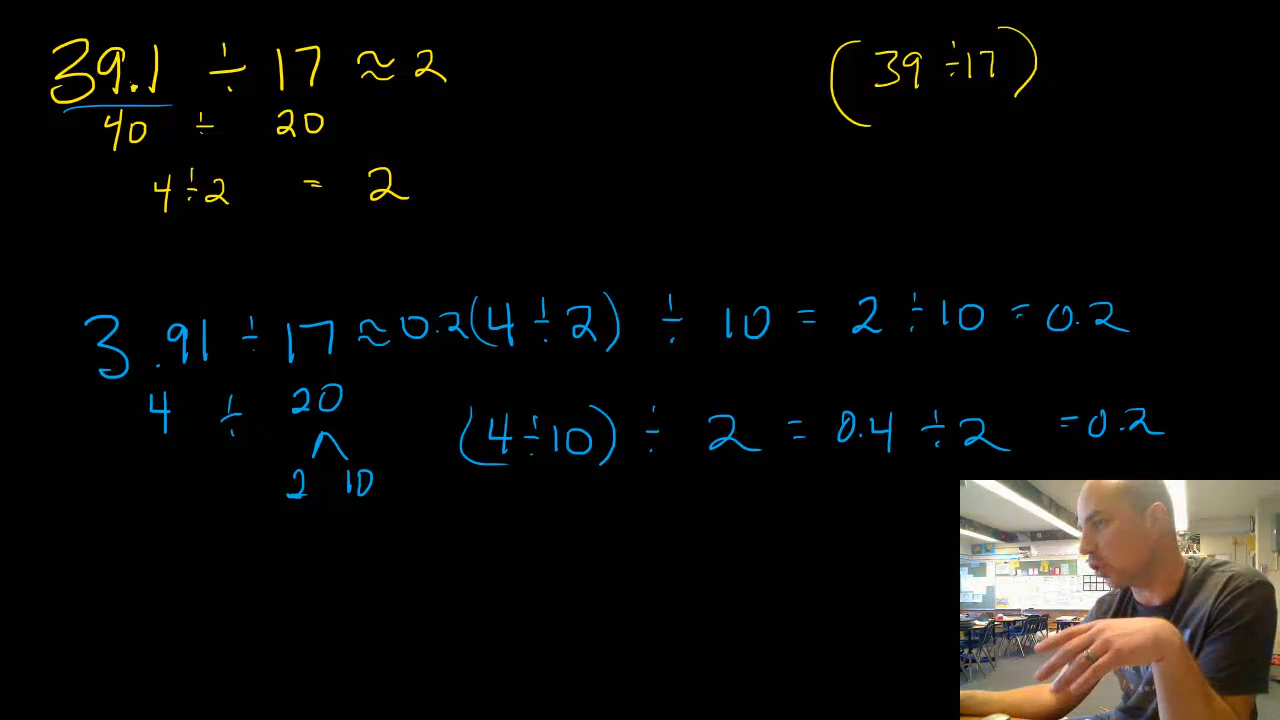 39.1 ÷ 17 ≈ 2
(39 ÷ 17)
40 ÷ 20
4 ÷ 2 = 2
3.91 ÷ 17 ≈ 0.2 (4 ÷ 2) ÷ 10 = 2 ÷ 10 = 0.2
4 ÷ 20
(4 ÷ 10) ÷ 2 = 0.4 ÷ 2 = 0.2
2 10